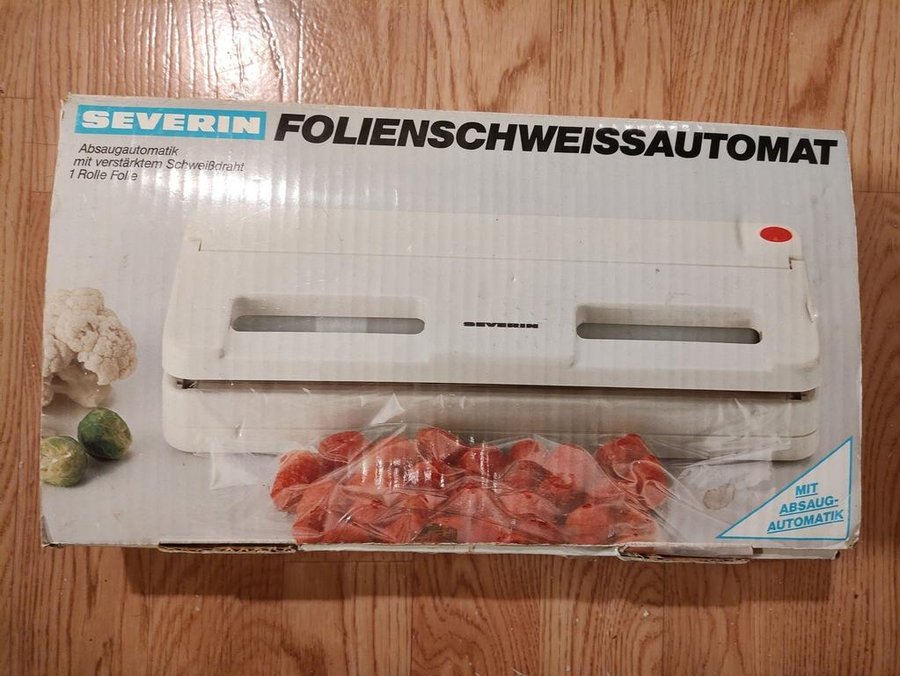 SEVERIN FOLIENSCHWEISSAUTOMAT
Absaugautomatik
mit verstärktem Schweißdraht
1 Rolle Folie
SEVERIN
MIT
ABSAUG-
AUTOMATIK